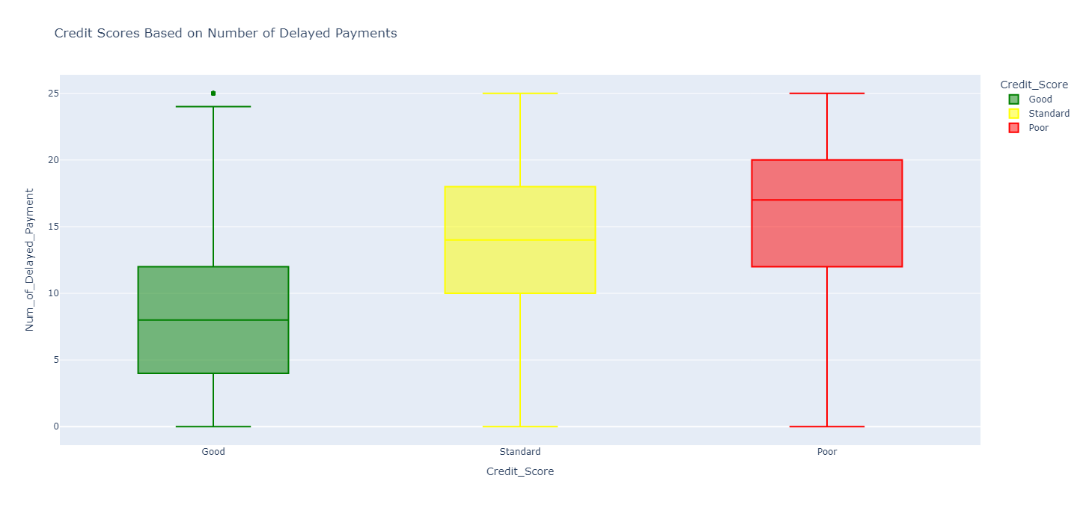 Credit Scores Based on Number of Delayed Payments
Credit_Score
Good
Standard
Poor
Num_of_Delayed_Payment
25
20
15
10
5
0
Good
Standard
Poor
Credit_Score